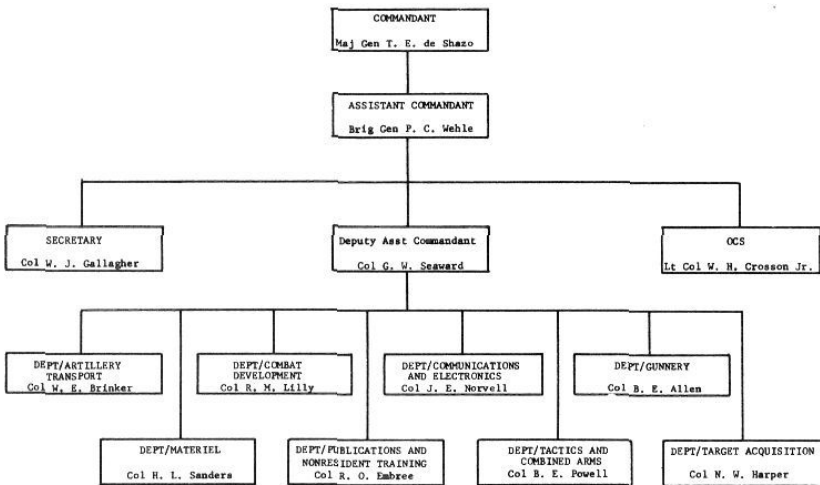 COMMANDANT
Maj Gen T. E. de Shazo
ASSISTANT COMMANDANT
Brig Gen P. C. Wehle
SECRETARY
Col W. J. Gallagher
Deputy Asst Commandant
Col G. W. Seaward
OCS
Lt Col W. H. Crosson Jr.
DEPT/ARTILLERY
TRANSPORT
Col W. E. Brinker
DEPT/COMBAT
DEVELOPMENT
Col R. M. Lilly
DEPT/COMMUNICATIONS
AND ELECTRONICS
Col J. E. Norvell
DEPT/GUNNERY
Col B. E. Allen
DEPT/MATERIEL
Col H. L. Sanders
DEPT/PUBLICATIONS AND
NONRESIDENT TRAINING
Col R. O. Embree
DEPT/TACTICS AND
COMBINED ARMS
Col B. E. Powell
DEPT/TARGET ACQUISITION
Col N. W. Harper